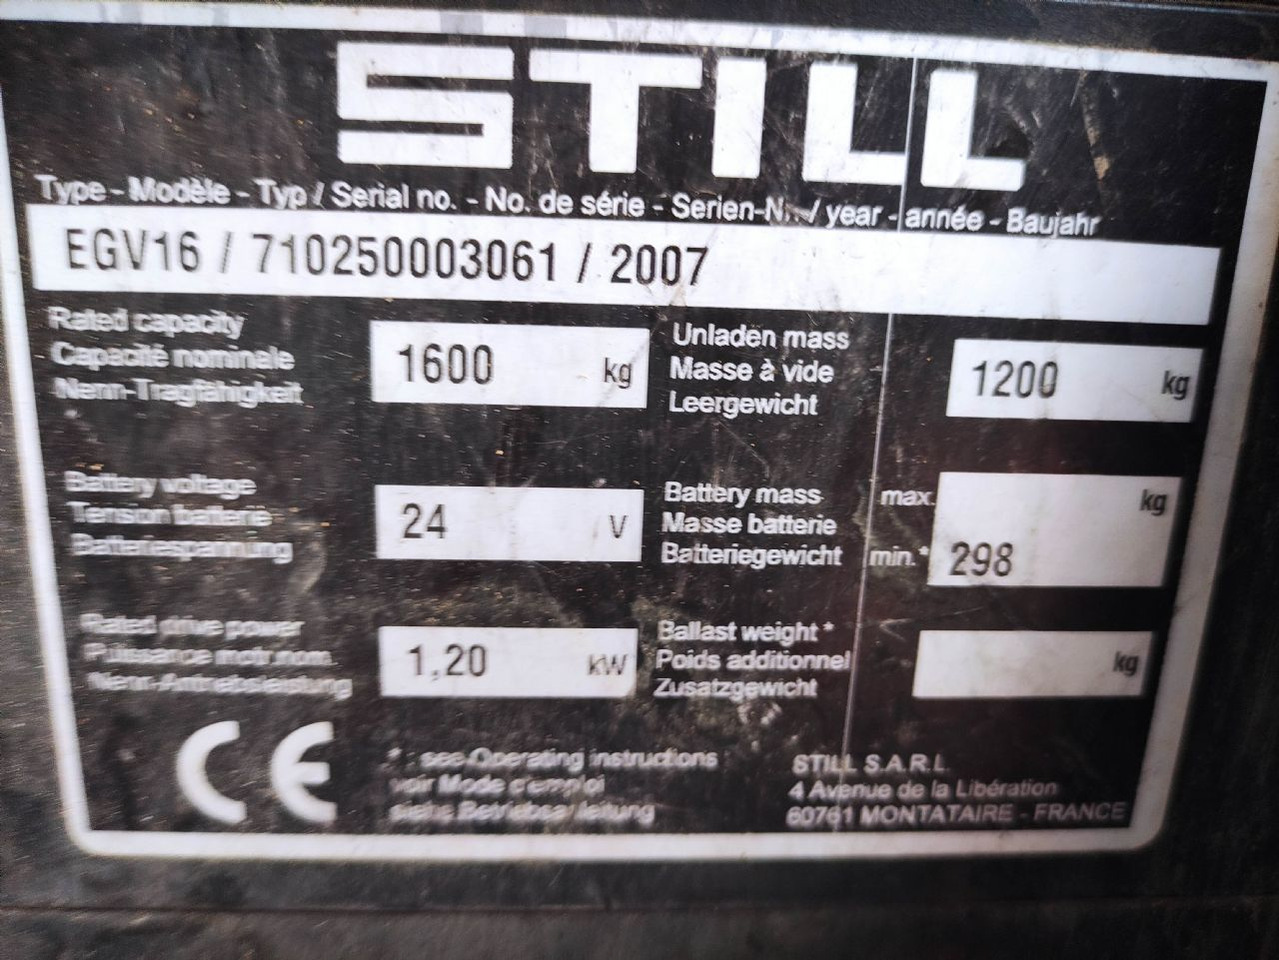 STILL
Type - Modèle - Typ / Serial no. - No. de série - Serien-Nr. / year - année - Baujahr
EGV16 / 710250003061 / 2007
Rated capacity
Capacité nominale
Nenn-Tragfähigkeit
1600 kg
Unladen mass
Masse à vide
Leergewicht
1200 kg
Battery voltage
Tension batterie
Batteriespannung
24 V
Battery mass max.
Masse batterie
Batteriegewicht min.*
kg
298
Rated drive power
Puissance motr.nom.
Nenn-Antriebsleistung
1,20 kW
Ballast weight *
Poids additionnel
Zusatzgewicht
kg
CE
* : see Operating instructions
voir Mode d'emploi
siehe Betriebsanleitung
STILL S.A.R.L.
4 Avenue de la Libération
60761 MONTATAIRE - FRANCE